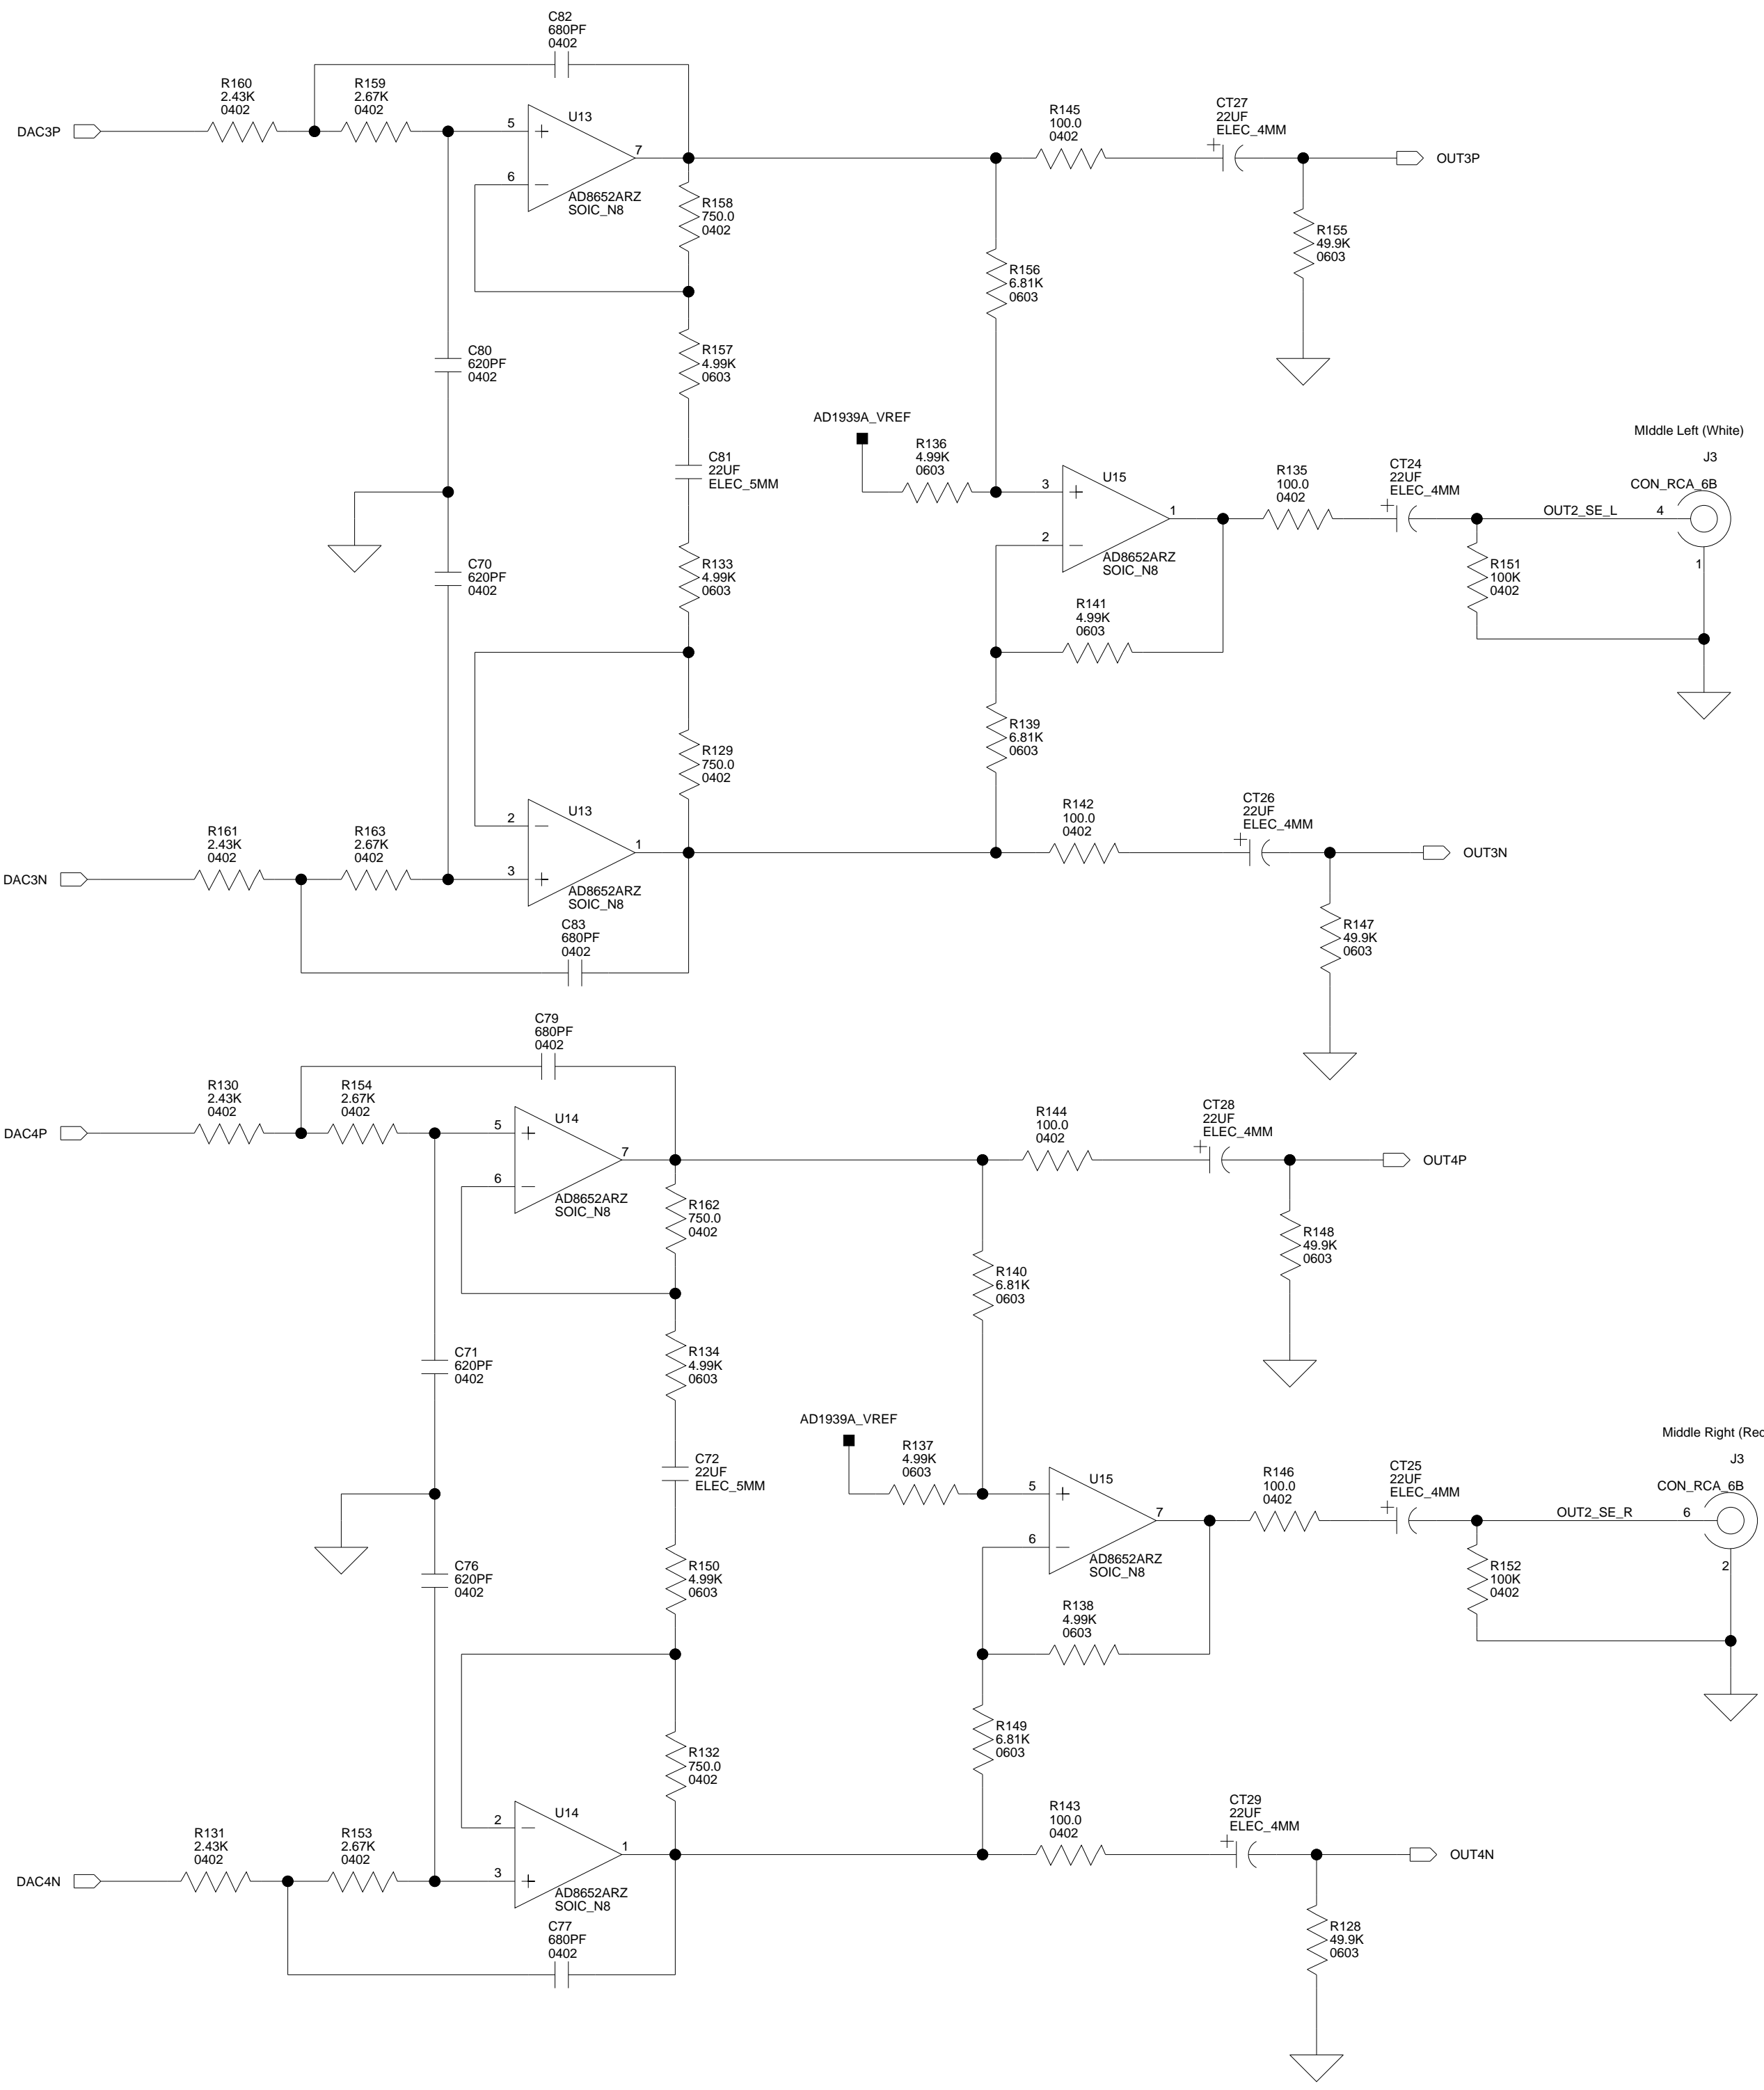 C82
680PF
0402
R160
2.43K
0402
R159
2.67K
0402
DAC3P
5
6
7
U13
AD8652ARZ
SOIC_N8
R158
750.0
0402
R145
100.0
0402
CT27
22UF
ELEC_4MM
OUT3P
R155
49.9K
0603
R156
6.81K
0603
C80
620PF
0402
R157
4.99K
0603
AD1939A_VREF
R136
4.99K
0603
C81
22UF
ELEC_5MM
3
2
1
U15
AD8652ARZ
SOIC_N8
R135
100.0
0402
CT24
22UF
ELEC_4MM
MIddle Left (White)
J3
CON_RCA_6B
OUT2_SE_L
4
1
R151
100K
0402
C70
620PF
0402
R133
4.99K
0603
R141
4.99K
0603
R139
6.81K
0603
R129
750.0
0402
DAC3N
R161
2.43K
0402
R163
2.67K
0402
2
3
1
U13
AD8652ARZ
SOIC_N8
C83
680PF
0402
R142
100.0
0402
CT26
22UF
ELEC_4MM
OUT3N
R147
49.9K
0603
C79
680PF
0402
R130
2.43K
0402
R154
2.67K
0402
DAC4P
5
6
7
U14
AD8652ARZ
SOIC_N8
R162
750.0
0402
R144
100.0
0402
CT28
22UF
ELEC_4MM
OUT4P
R148
49.9K
0603
R140
6.81K
0603
C71
620PF
0402
R134
4.99K
0603
AD1939A_VREF
R137
4.99K
0603
C72
22UF
ELEC_5MM
5
6
7
U15
AD8652ARZ
SOIC_N8
R146
100.0
0402
CT25
22UF
ELEC_4MM
Middle Right (Rec
J3
CON_RCA_6B
OUT2_SE_R
6
2
R152
100K
0402
C76
620PF
0402
R150
4.99K
0603
R138
4.99K
0603
R149
6.81K
0603
R132
750.0
0402
DAC4N
R131
2.43K
0402
R153
2.67K
0402
2
3
1
U14
AD8652ARZ
SOIC_N8
C77
680PF
0402
R143
100.0
0402
CT29
22UF
ELEC_4MM
OUT4N
R128
49.9K
0603